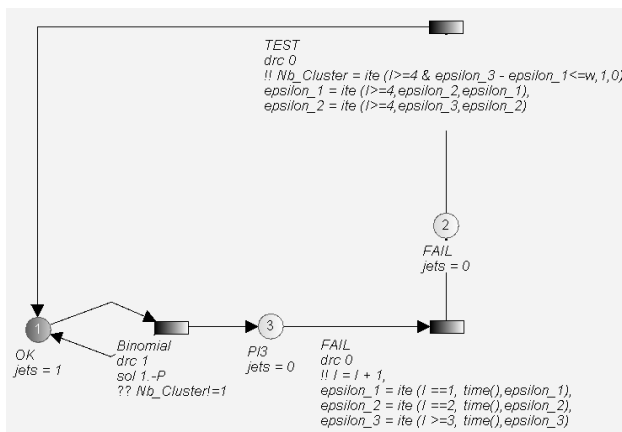 TEST
drc 0
!! Nb_Cluster = ite (I>=4 & epsilon_3 - epsilon_1<=w,1,0)
epsilon_1 = ite (I>=4,epsilon_2,epsilon_1),
epsilon_2 = ite (I>=4,epsilon_3,epsilon_2)
2
FAIL
jets = 0
1
OK
jets = 1
Binomial
drc 1
sol 1.-P
?? Nb_Cluster!=1
3
PI3
jets = 0
FAIL
drc 0
!! I = I + 1,
epsilon_1 = ite (I ==1, time(),epsilon_1),
epsilon_2 = ite (I ==2, time(),epsilon_2),
epsilon_3 = ite (I >=3, time(),epsilon_3)